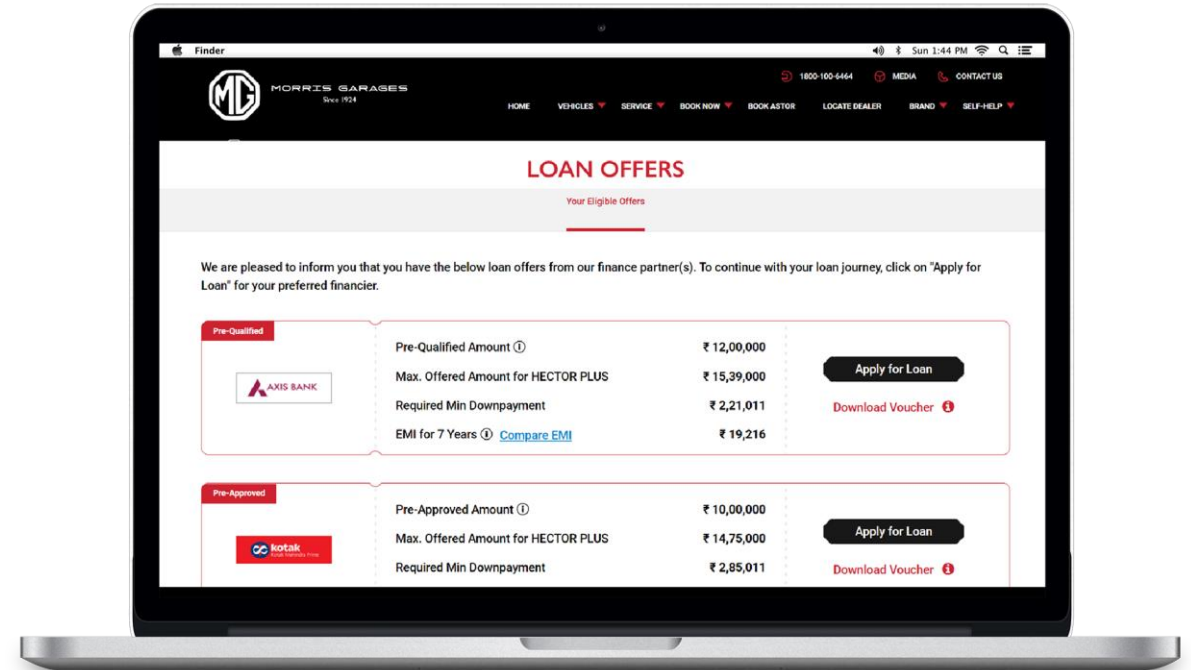 Finder
Sun 1:44 PM
1800-100-6464 MEDIA CONTACT US
MG MORRIS GARAGES
Since 1924
HOME VEHICLES SERVICE BOOK NOW BOOK ASTOR LOCATE DEALER BRAND SELF-HELP
LOAN OFFERS
Your Eligible Offers
We are pleased to inform you that you have the below loan offers from our finance partner(s). To continue with your loan journey, click on "Apply for
Loan" for your preferred financier.
Pre-Qualified
AXIS BANK
Pre-Qualified Amount ₹ 12,00,000
Max. Offered Amount for HECTOR PLUS ₹ 15,39,000
Required Min Downpayment ₹ 2,21,011
EMI for 7 Years Compare EMI ₹ 19,216
Apply for Loan
Download Voucher
Pre-Approved
kotak
Kotak Mahindra Prime
Pre-Approved Amount ₹ 10,00,000
Max. Offered Amount for HECTOR PLUS ₹ 14,75,000
Required Min Downpayment ₹ 2,85,011
Apply for Loan
Download Voucher